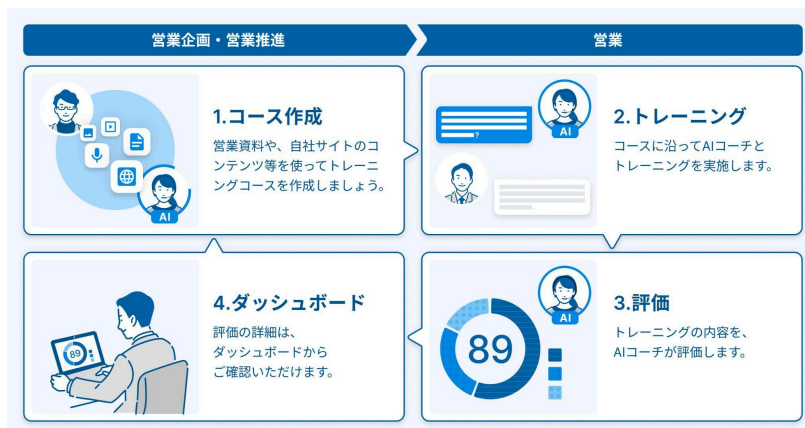 営業企画・営業推進
営業
AI
1.コース作成
営業資料や、自社サイトのコ
ンテンツ等を使ってトレーニ
ングコースを作成しましょう。
?
AI
2.トレーニング
コースに沿ってAIコーチと
トレーニングを実施します。
89
4.ダッシュボード
評価の詳細は、
ダッシュボードから
ご確認いただけます。
89
AI
3.評価
トレーニングの内容を、
AIコーチが評価します。